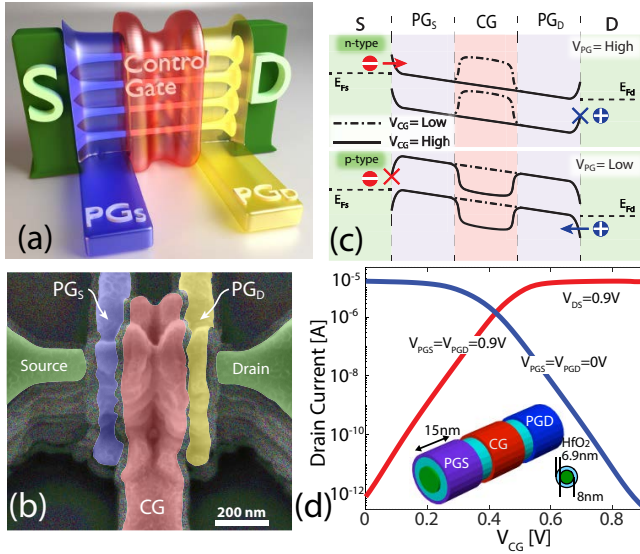 S
Control
Gate
D
PGs
PGD
(a)
S PGS CG PGD D
n-type
VPG= High
EFs
EFd
VCG= Low
VCG= High
p-type
VPG= Low
EFs
EFd
(c)
PGS
PGD
Source
Drain
CG
200 nm
(b)
Drain Current [A]
10-5
10-6
10-8
10-10
10-12
VDS=0.9V
VPGS=VPGD=0.9V
VPGS=VPGD=0V
15nm
PGS
CG
PGD
HfO2
6.9nm
8nm
0 0.2 0.4 0.6 0.8
VCG [V]
(d)